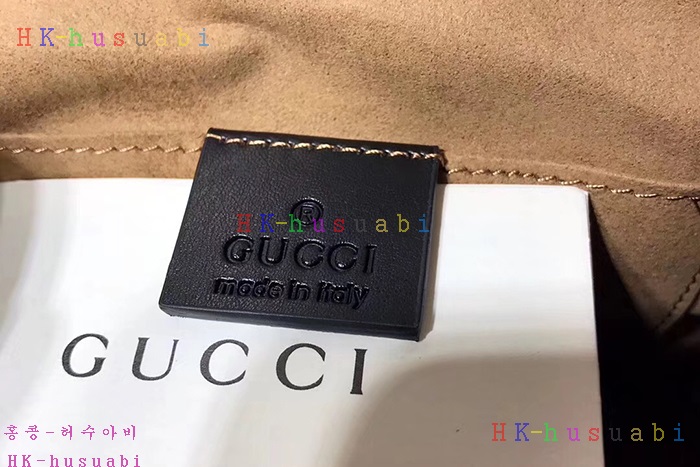 HK-husuabi
®
HK-husuabi
GUCCI
made in italy
GUCCI
홍콩-허수아비
HK-husuabi
HK-husuabi